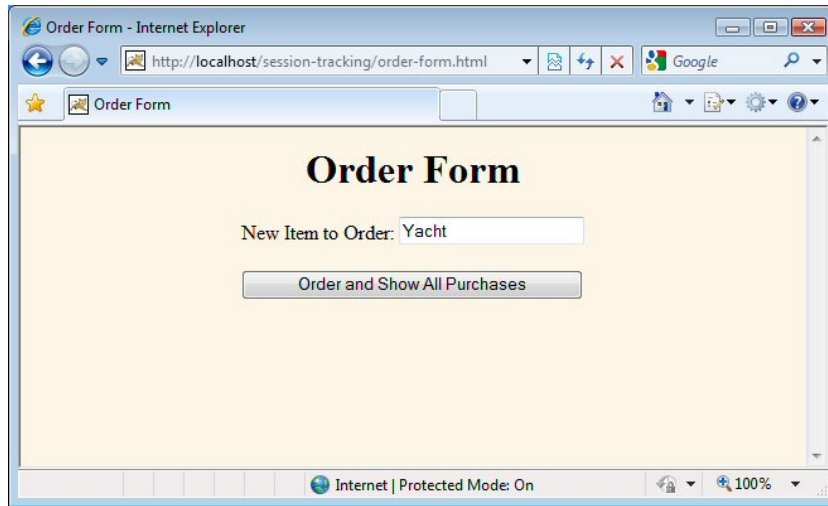 Order Form - Internet Explorer
http://localhost/session-tracking/order-form.html
Google
Order Form
Order Form
New Item to Order: Yacht
Order and Show All Purchases
Internet | Protected Mode: On
100%